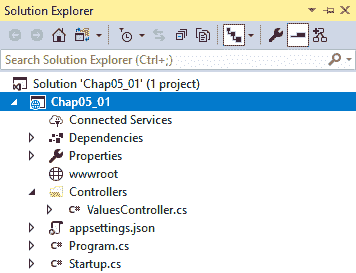 Solution Explorer
Search Solution Explorer (Ctrl+;)
Solution 'Chap05_01' (1 project)
Chap05_01
Connected Services
Dependencies
Properties
wwwroot
Controllers
C# ValuesController.cs
appsettings.json
C# Program.cs
C# Startup.cs